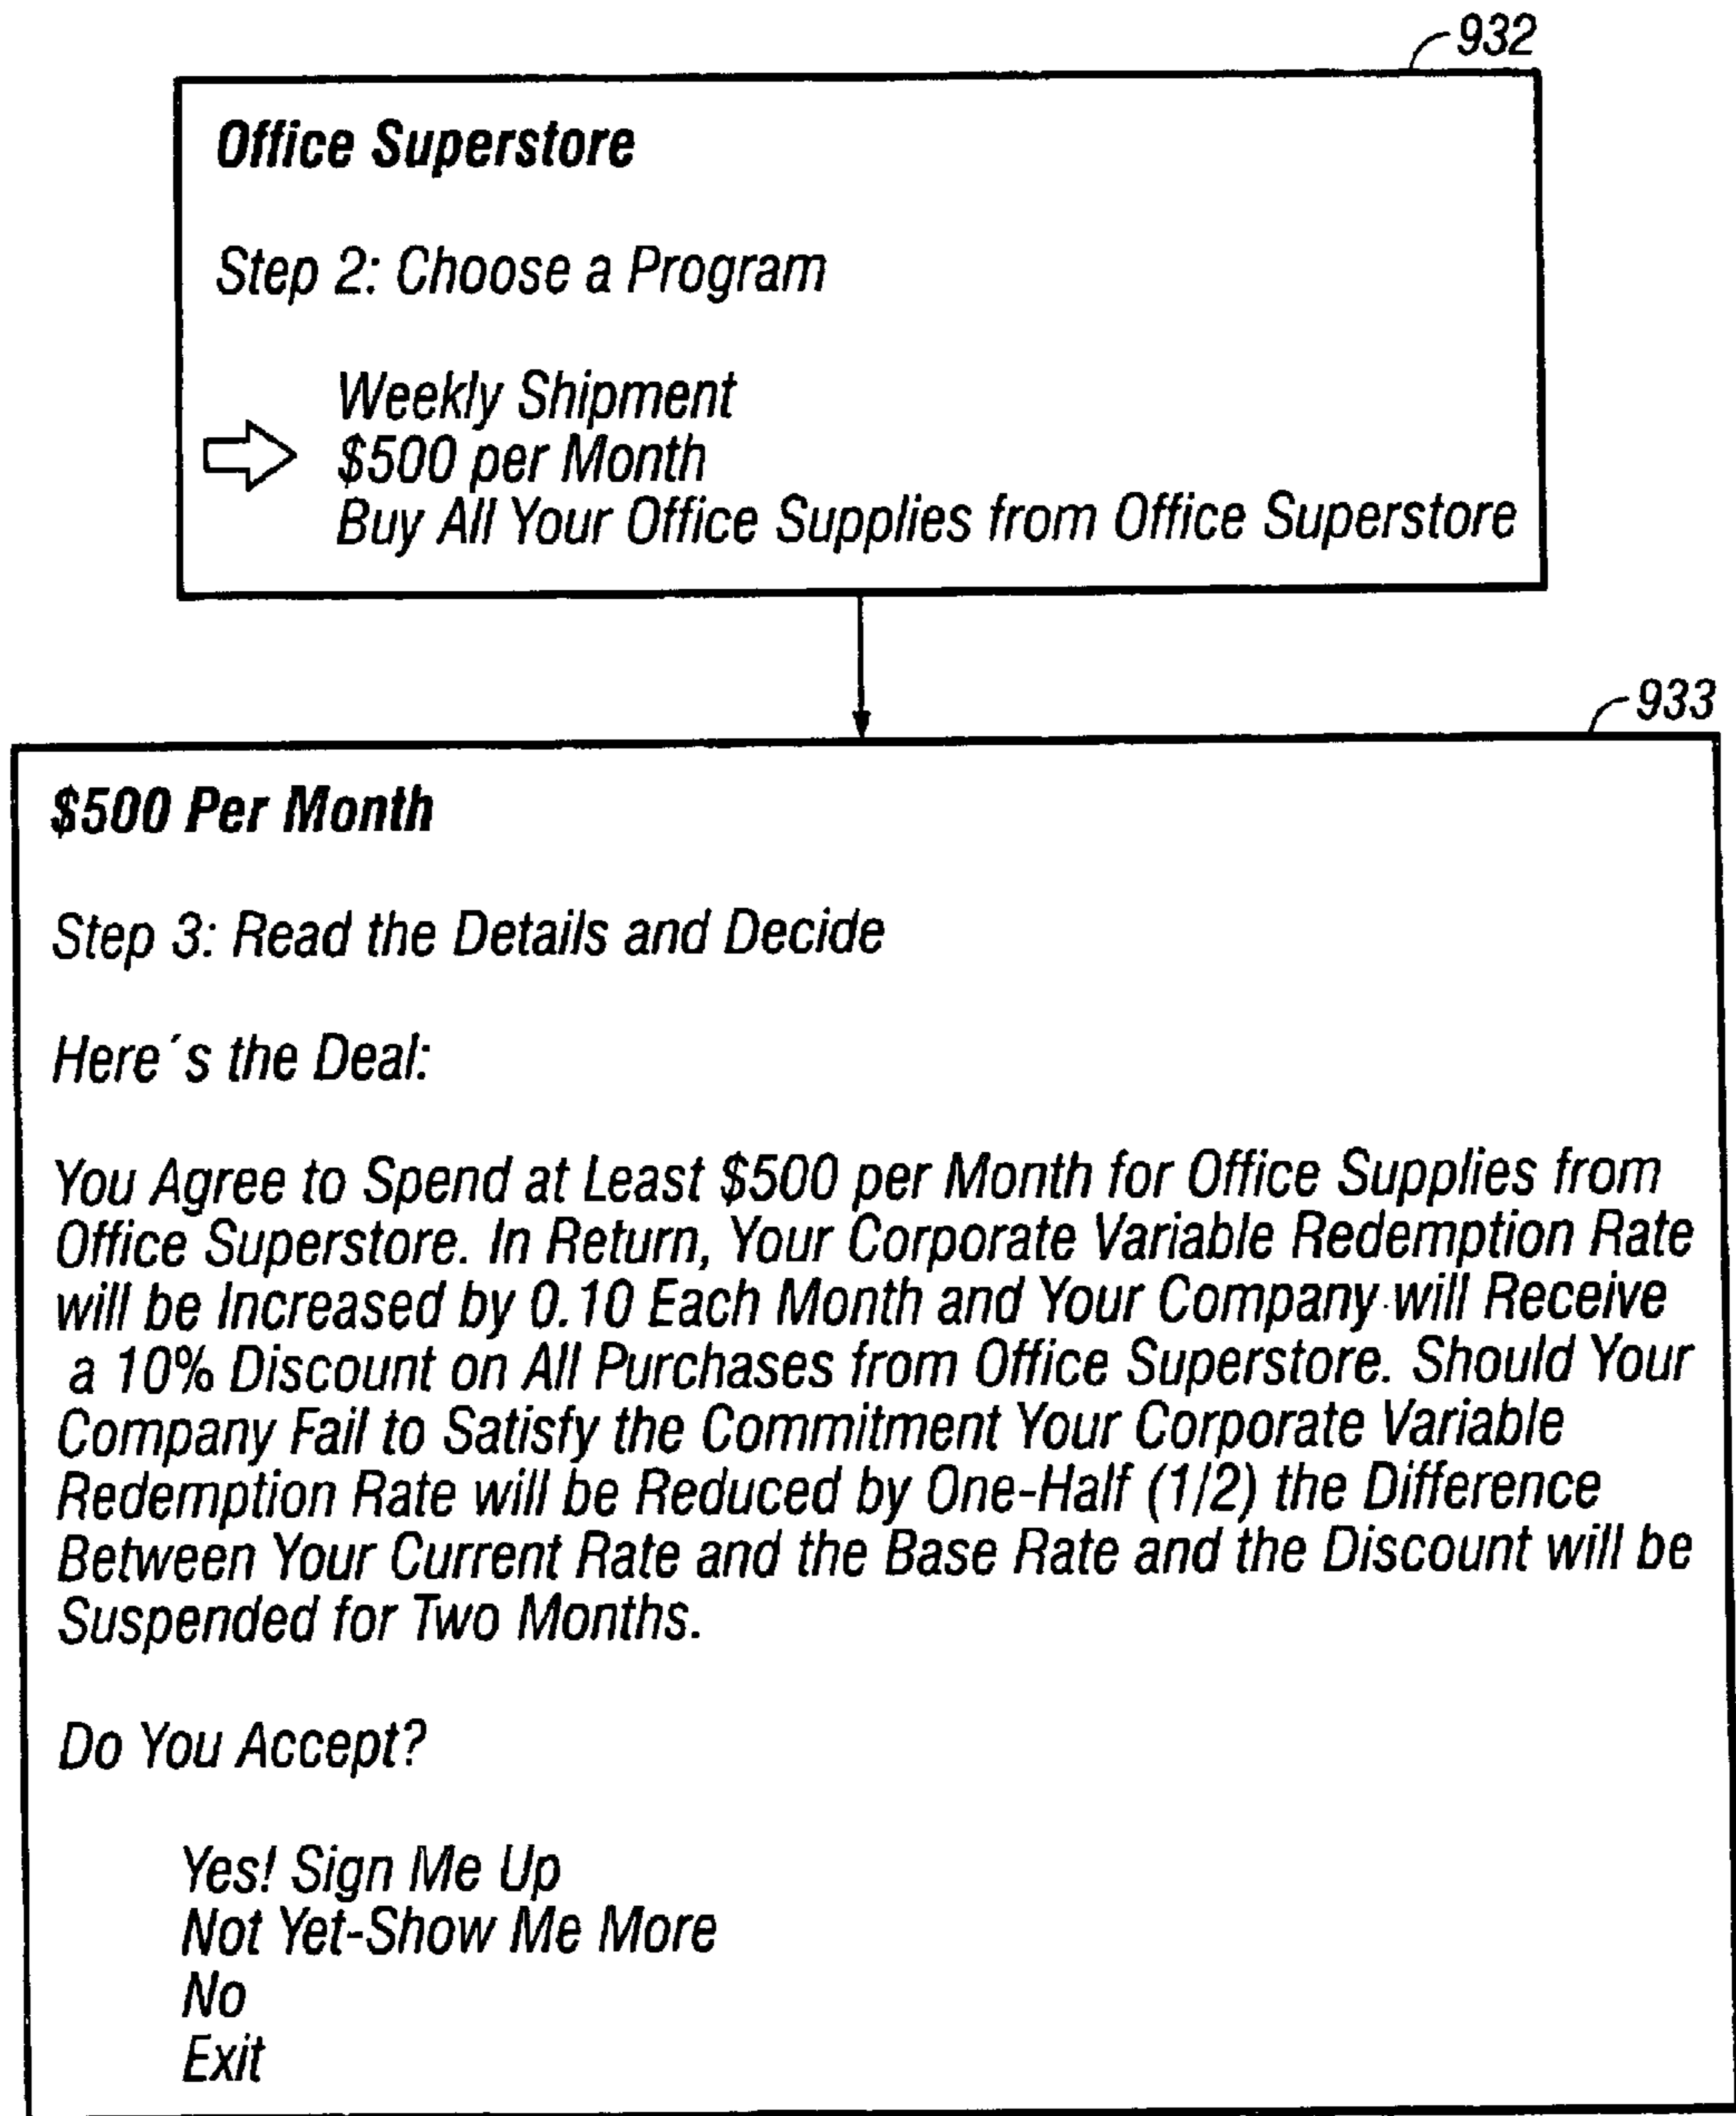 932
Office Superstore
Step 2: Choose a Program
Weekly Shipment
$500 per Month
Buy All Your Office Supplies from Office Superstore
933
$500 Per Month
Step 3: Read the Details and Decide
Here´s the Deal:
You Agree to Spend at Least $500 per Month for Office Supplies from
Office Superstore. In Return, Your Corporate Variable Redemption Rate
will be Increased by 0.10 Each Month and Your Company will Receive
a 10% Discount on All Purchases from Office Superstore. Should Your
Company Fail to Satisfy the Commitment Your Corporate Variable
Redemption Rate will be Reduced by One-Half (1/2) the Difference
Between Your Current Rate and the Base Rate and the Discount will be
Suspended for Two Months.
Do You Accept?
Yes! Sign Me Up
Not Yet-Show Me More
No
Exit